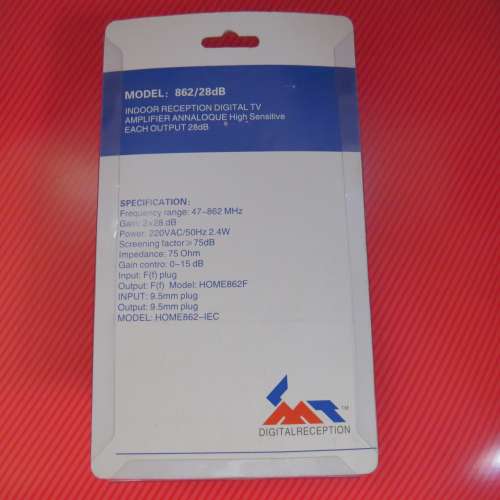 MODEL: 862/28dB
INDOOR RECEPTION DIGITAL TV
AMPLIFIER ANNALOQUE High Sensitive
EACH OUTPUT 28dB
SPECIFICATION:
Frequency range: 47-862 MHz
Gain: 2x28 dB
Power: 220VAC/50Hz 2.4W
Screening factor≥75dB
Impedance: 75 Ohm
Gain contro: 0-15 dB
Input: F(f) plug
Output: F(f) Model: HOME862F
INPUT: 9.5mm plug
Output: 9.5mm plug
MODEL: HOME862-IEC
TM
DIGITALRECEPTION